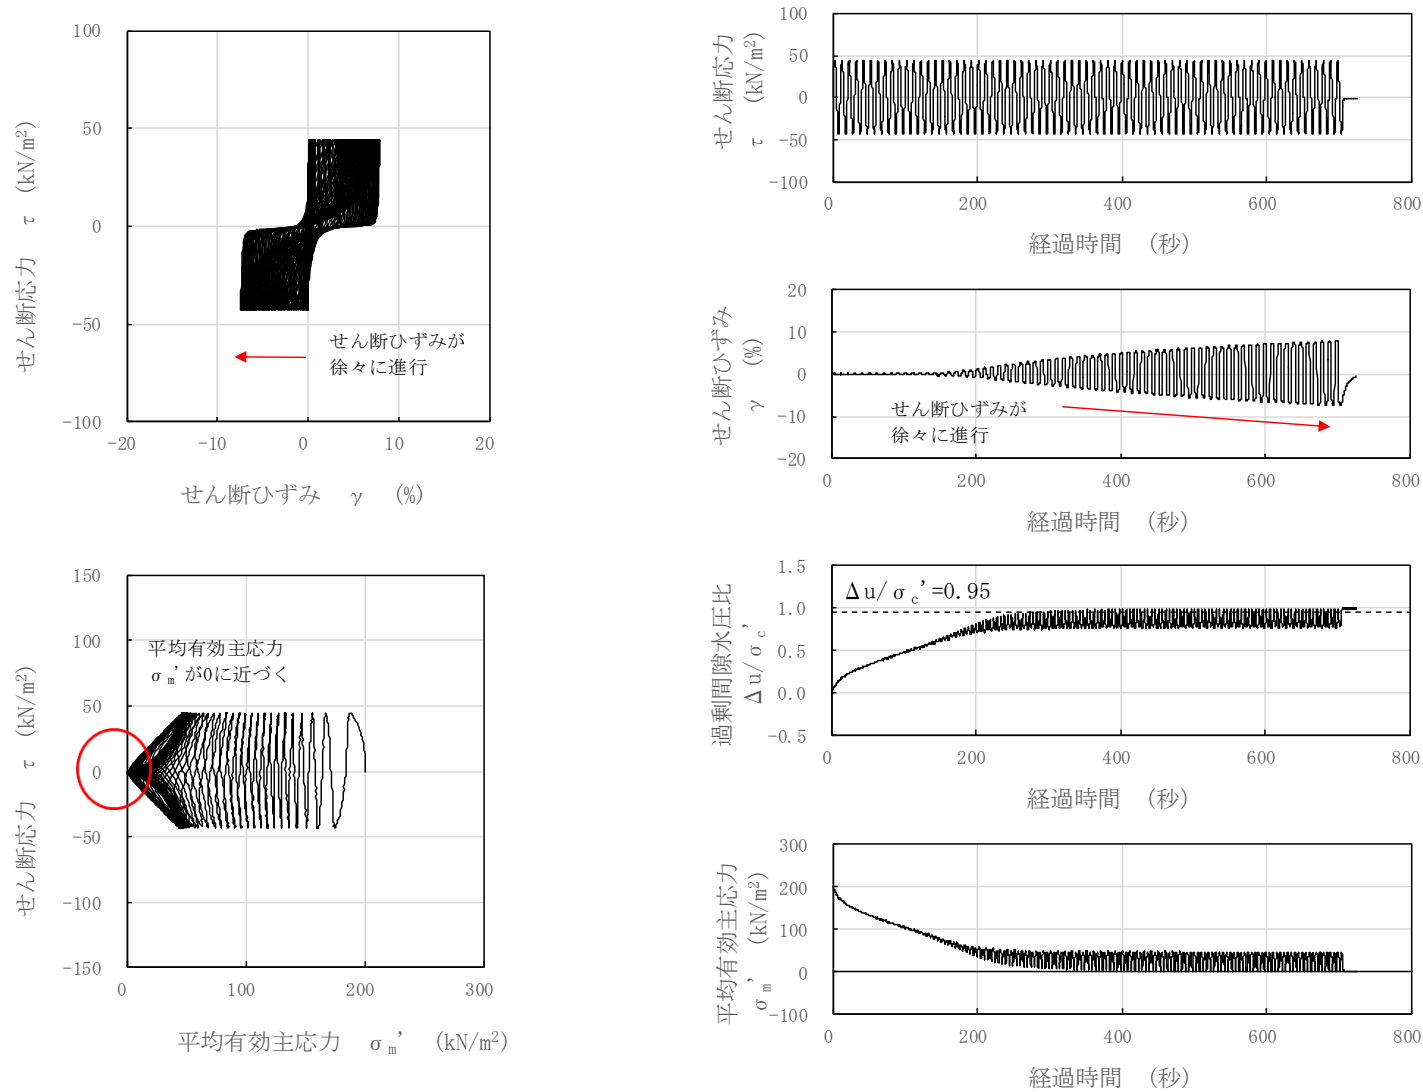 100
50
0
-50
-100
-20
-10
0
10
20
せん断応力 τ (kN/m²)
せん断ひずみ γ (%)
せん断ひずみが
徐々に進行
150
100
50
0
-50
-100
-150
0
100
200
300
せん断応力 τ (kN/m²)
平均有効主応力 σm' (kN/m²)
平均有効主応力
σm'が0に近づく
100
50
0
-50
-100
0
200
400
600
800
せん断応力
τ (kN/m²)
経過時間 (秒)
20
10
0
-10
-20
0
200
400
600
800
せん断ひずみ
γ (%)
せん断ひずみが
徐々に進行
経過時間 (秒)
1.5
1.0
0.5
0.0
-0.5
0
200
400
600
800
過剰間隙水圧比
Δu/σc'
Δu/σc'=0.95
経過時間 (秒)
300
200
100
0
-100
0
200
400
600
800
平均有効主応力
σm' (kN/m²)
経過時間 (秒)